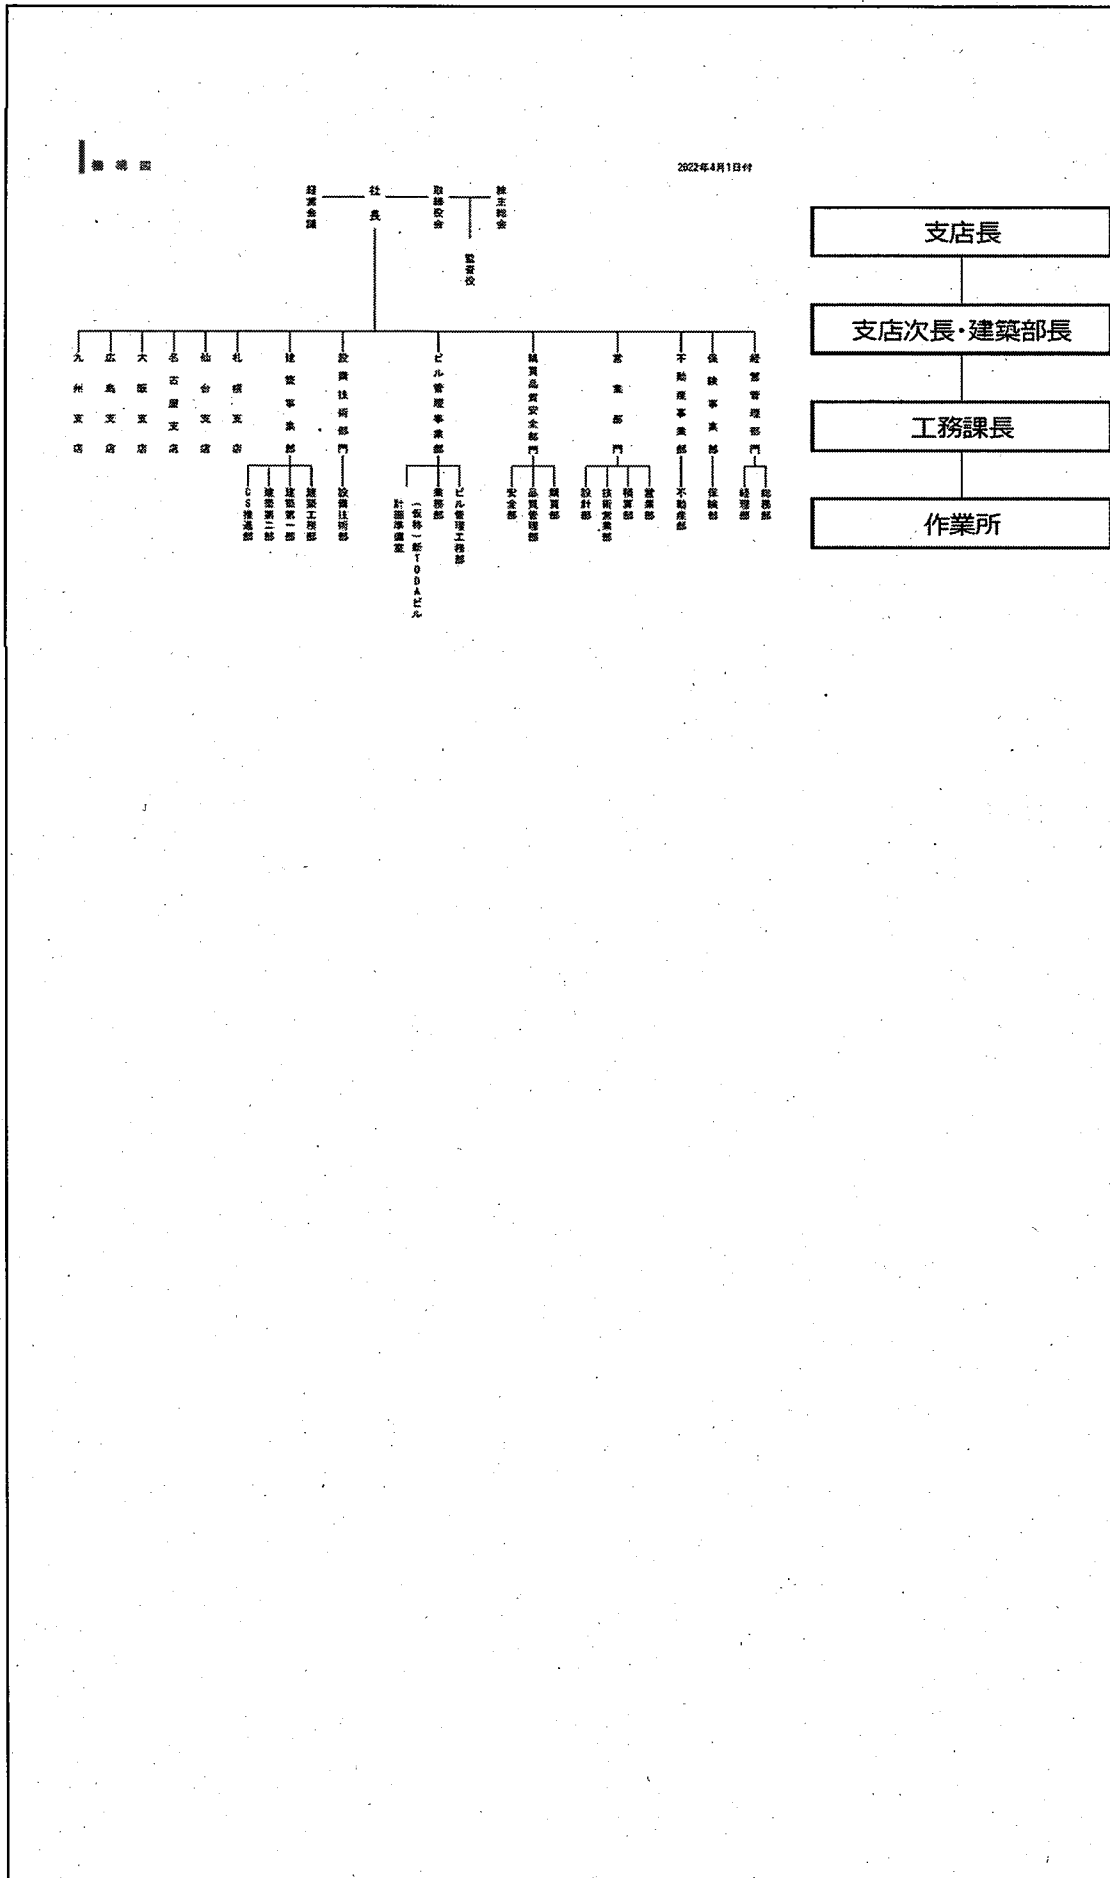 機構図
2022年4月1日付
株主総会
取締役会
監査役
社長
経営会議
経営管理部門
総務部
経理部
保険事業部
保険部
不動産事業部
不動産部
営業部門
営業部
積算部
技術営業部
設計部
購買品質安全部門
購買部
品質管理部
安全部
ビル管理事業部
ビル管理工務部
業務部
(仮称)新TODAビル
計画準備室
設備技術部門
設備技術部
建築事業部
建築工務部
建築第一部
建築第二部
CS推進部
札幌支店
仙台支店
名古屋支店
大阪支店
広島支店
九州支店
支店長
支店次長・建築部長
工務課長
作業所